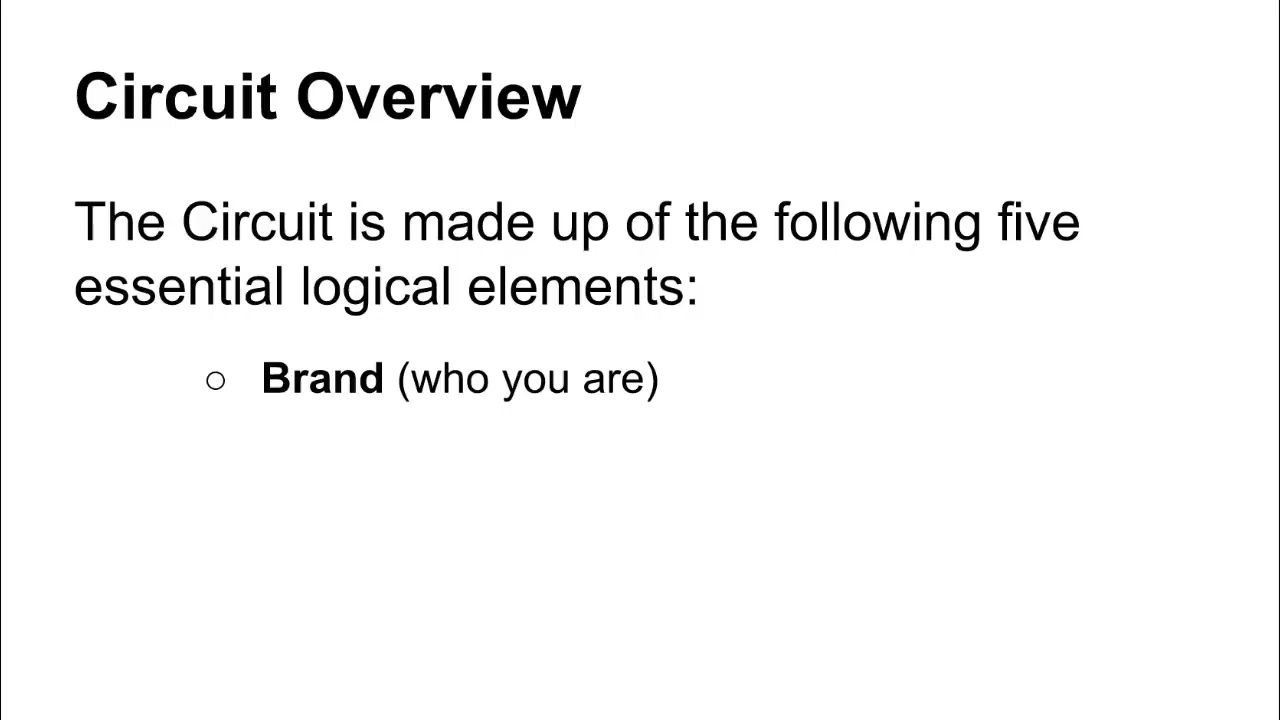 Circuit Overview
The Circuit is made up of the following five
essential logical elements:
○ Brand (who you are)